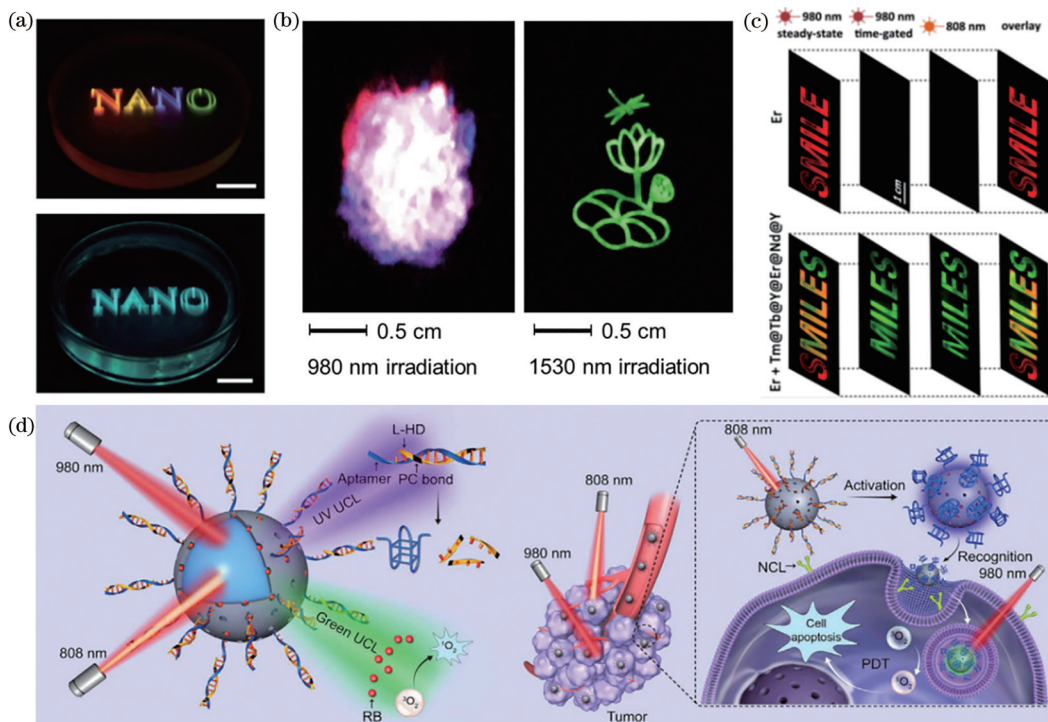 (a)
NANO
NANO
(b)
0.5 cm
980 nm irradiation
0.5 cm
1530 nm irradiation
(c)
980 nm
steady-state
980 nm
time-gated
808 nm
overlay
Er
SMILE
1 cm
SMILE
Er + Tm@Tb@Y@Er@Nd@Y
SMILES
MILES
MILES
SMILES
(d)
980 nm
808 nm
L-HD
Aptamer
PC bond
UV UCL
Green UCL
RB
³O₂
¹O₂
980 nm
808 nm
Tumor
808 nm
Activation
Recognition
980 nm
NCL
Cell
apoptosis
PDT
³O₂
¹O₂